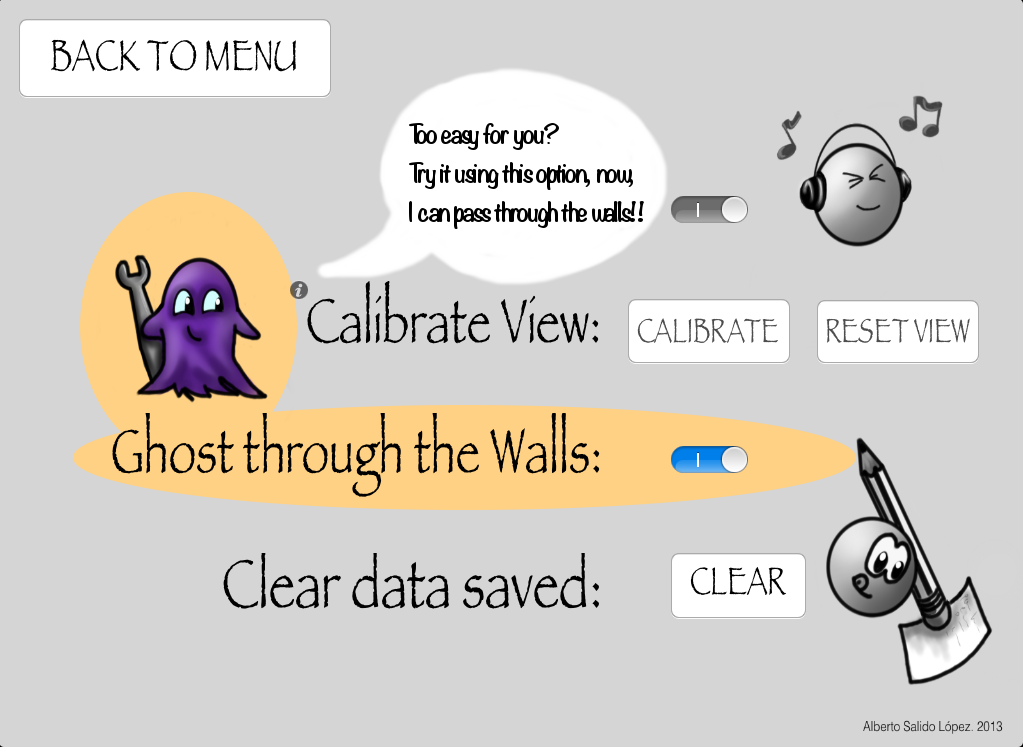 BACK TO MENU
Too easy for you?
Try it using this option, now,
I can pass through the walls!!
i
Calibrate View:
CALIBRATE
RESET VIEW
Ghost through the Walls:
Clear data saved:
CLEAR
Alberto Salido López. 2013